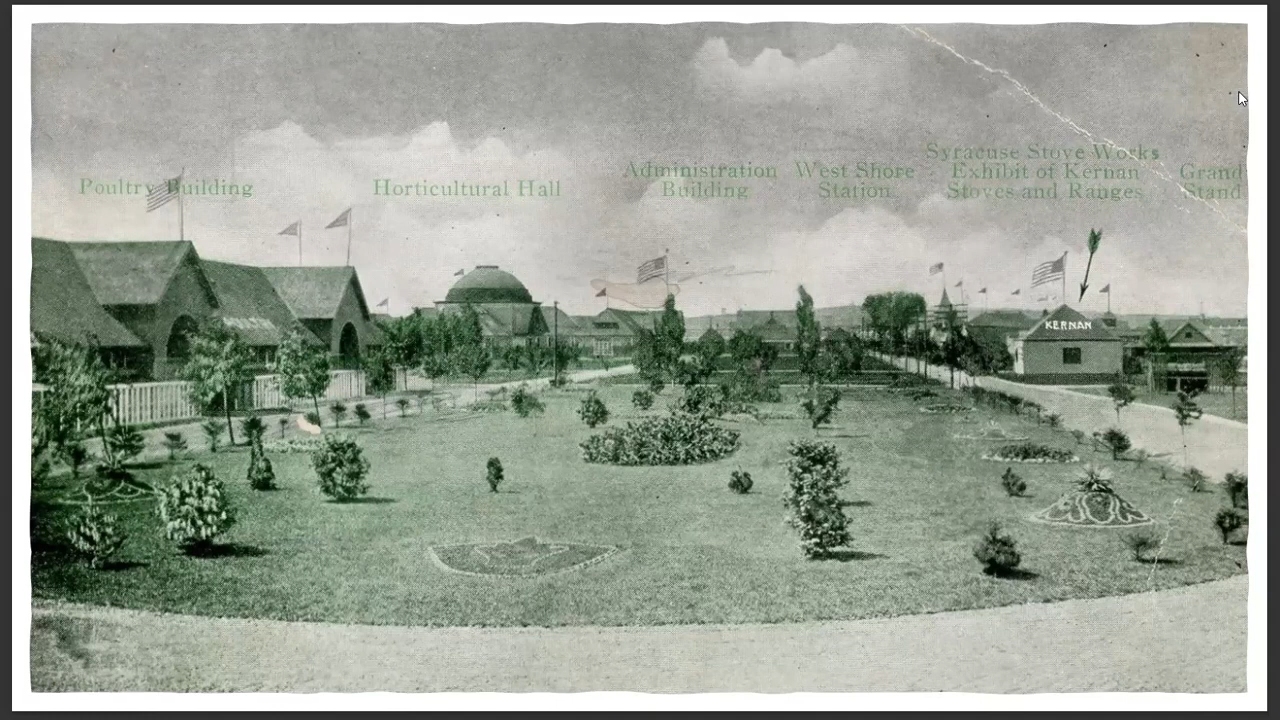 Poultry Building
Horticultural Hall
Administration
Building
West Shore
Station
Syracuse Stove Works
Exhibit of Kernan
Stoves and Ranges
Grand
Stand
KERNAN